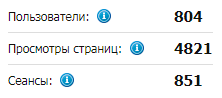 Пользователи: 804
Просмотры страниц: 4821
Сеансы: 851